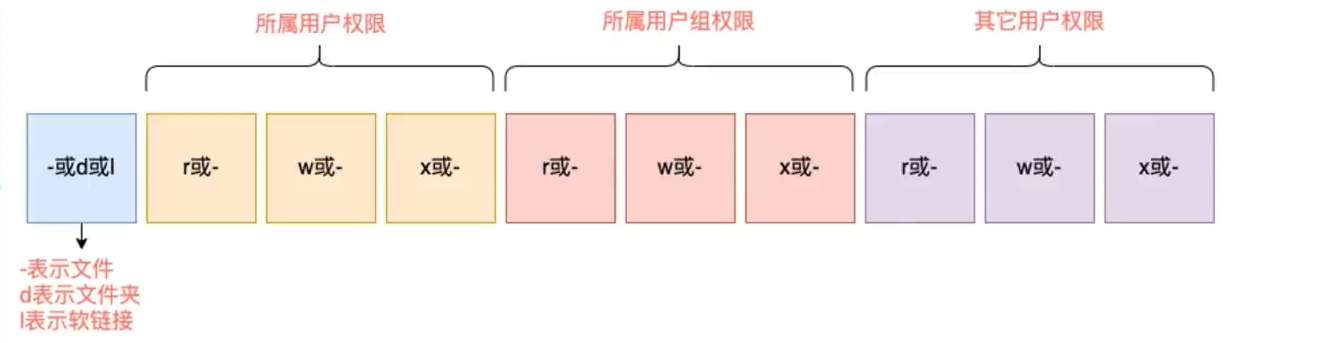 所属用户权限
所属用户组权限
其它用户权限
-或d或l
r或-
w或-
x或-
r或-
w或-
x或-
r或-
w或-
x或-
-表示文件
d表示文件夹
l表示软链接